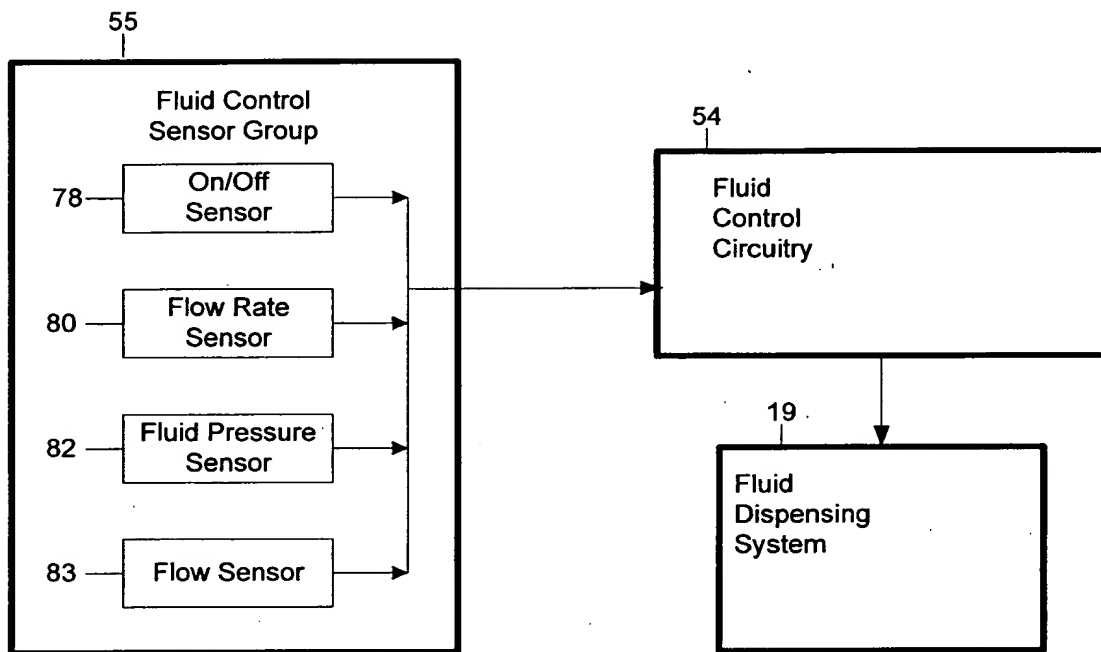 55
Fluid Control
Sensor Group
78
On/Off
Sensor
80
Flow Rate
Sensor
82
Fluid Pressure
Sensor
83
Flow Sensor
54
Fluid
Control
Circuitry
19
Fluid
Dispensing
System